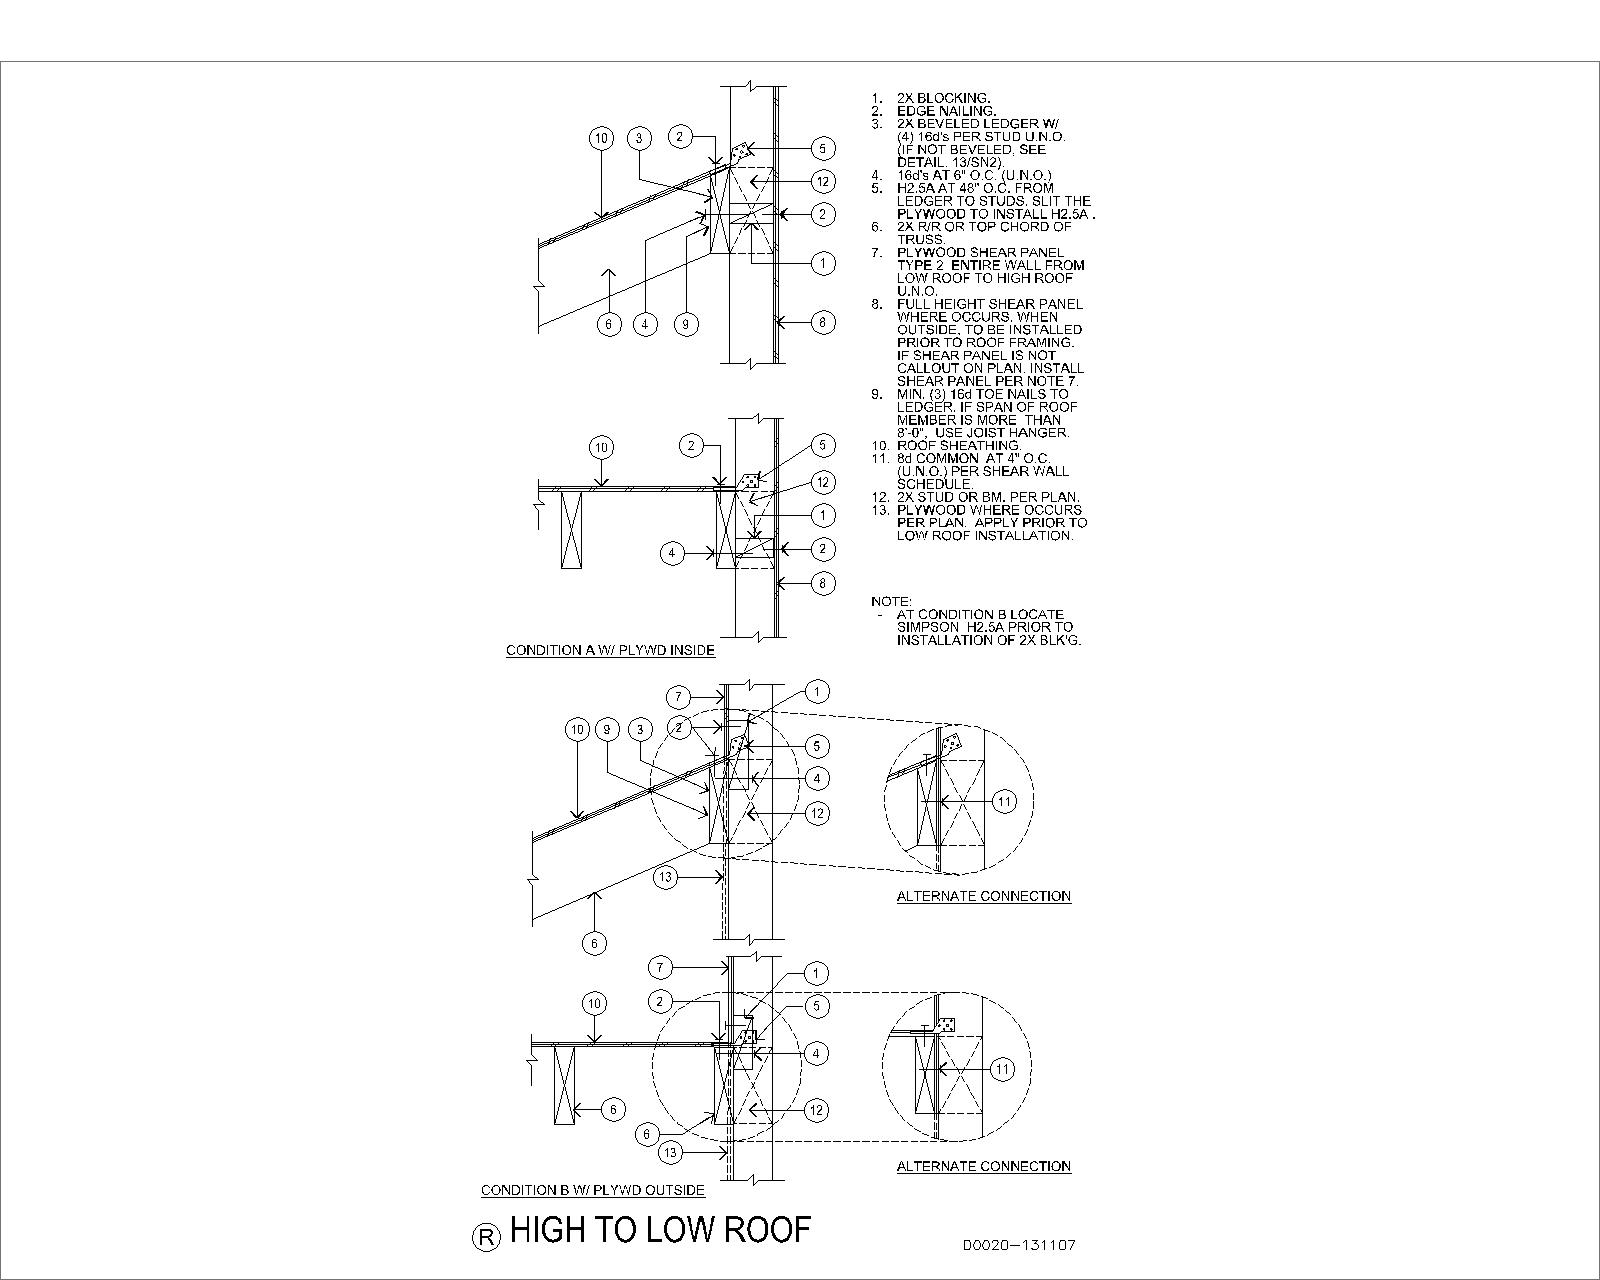 1. 2X BLOCKING.
2. EDGE NAILING.
3. 2X BEVELED LEDGER W/
(4) 16d's PER STUD U.N.O.
(IF NOT BEVELED, SEE
DETAIL. 13/SN2).
4. 16d's AT 6" O.C. (U.N.O.)
5. H2.5A AT 48" O.C. FROM
LEDGER TO STUDS. SLIT THE
PLYWOOD TO INSTALL H2.5A .
6. 2X R/R OR TOP CHORD OF
TRUSS.
7. PLYWOOD SHEAR PANEL
TYPE 2 ENTIRE WALL FROM
LOW ROOF TO HIGH ROOF
U.N.O.
8. FULL HEIGHT SHEAR PANEL
WHERE OCCURS. WHEN
OUTSIDE, TO BE INSTALLED
PRIOR TO ROOF FRAMING.
IF SHEAR PANEL IS NOT
CALLOUT ON PLAN. INSTALL
SHEAR PANEL PER NOTE 7.
9. MIN. (3) 16d TOE NAILS TO
LEDGER. IF SPAN OF ROOF
MEMBER IS MORE THAN
8'-0", USE JOIST HANGER.
10. ROOF SHEATHING.
11. 8d COMMON AT 4" O.C.
(U.N.O.) PER SHEAR WALL
SCHEDULE.
12. 2X STUD OR BM. PER PLAN.
13. PLYWOOD WHERE OCCURS
PER PLAN. APPLY PRIOR TO
LOW ROOF INSTALLATION.
NOTE:
- AT CONDITION B LOCATE
SIMPSON H2.5A PRIOR TO
INSTALLATION OF 2X BLK'G.
10 3 2 5
12
2
1
6 4 9 8
10 2 5
12
1
4 2
8
CONDITION A W/ PLYWD INSIDE
7 1
10 9 3 2 5
4
12
11
13
6
ALTERNATE CONNECTION
7 1
10 2 5
4
11
6 12
6
13
ALTERNATE CONNECTION
CONDITION B W/ PLYWD OUTSIDE
R HIGH TO LOW ROOF
D0020-131107